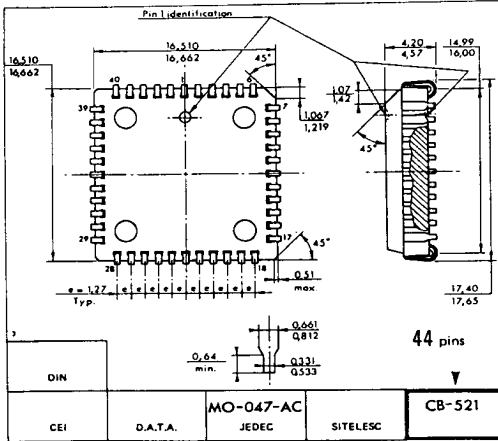 Pin 1 identification
16,510
16,662
45°
4,20
4,57
14,99
16,00
16,510
16,662
40
1
6
1,07
1,42
39
7
1,067
1,219
45°
29
17
45°
28
18
e = 1,27
Typ.
e e e e e e e e e
0,51
max.
17,40
17,65
0,661
0,812
0,64
min.
0,331
0,533
44 pins
3
DIN
CEI
D.A.T.A.
MO-047-AC
JEDEC
SITELESC
CB-521